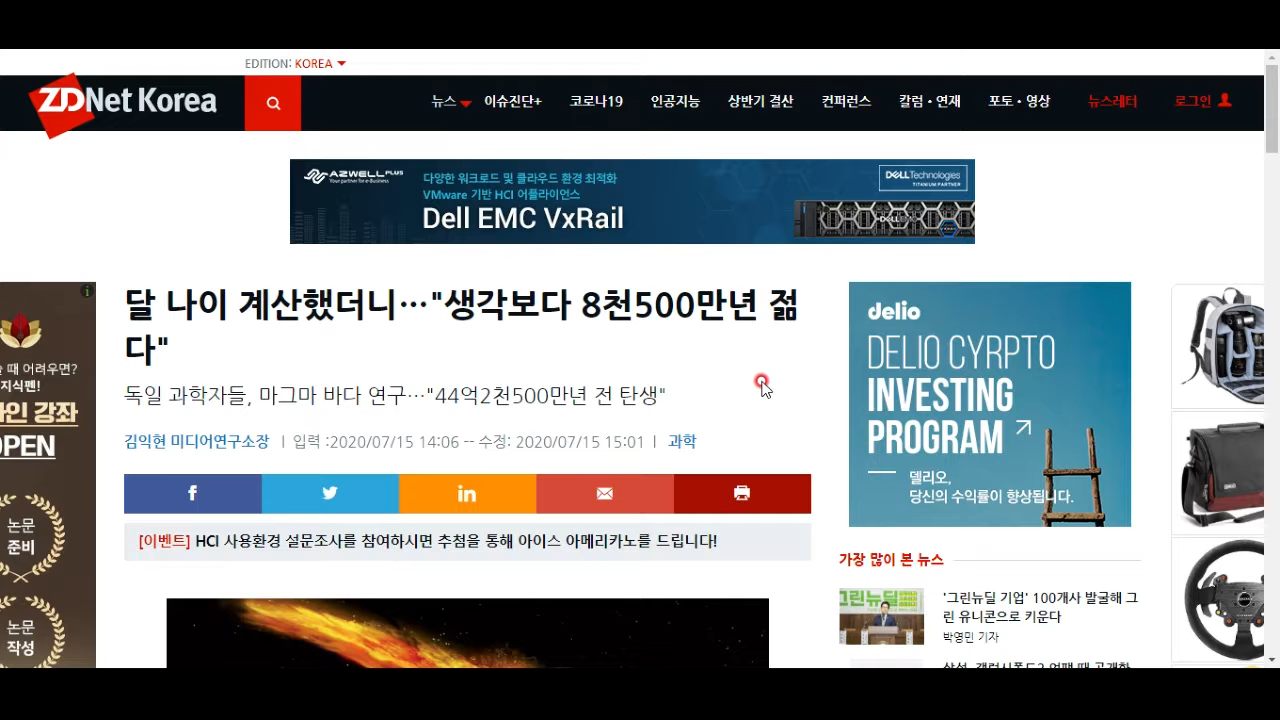 EDITION: KOREA
ZDNet Korea
뉴스 이슈진단+ 코로나19 인공지능 상반기 결산 컨퍼런스 칼럼・연재 포토・영상 뉴스레터 로그인
AZWELL PLUS
Your partner for e-Business
다양한 워크로드 및 클라우드 환경 최적화
VMware 기반 HCI 어플라이언스
Dell EMC VxRail
DELL Technologies
TITANIUM PARTNER
때 어려우면?
지식펜!
인 강좌
OPEN
논문
준비
논문
작성
달 나이 계산했더니…"생각보다 8천500만년 젊
다"
독일 과학자들, 마그마 바다 연구…"44억2천500만년 전 탄생"
김익현 미디어연구소장 | 입력 :2020/07/15 14:06 -- 수정: 2020/07/15 15:01 | 과학
f in
[이벤트] HCI 사용환경 설문조사를 참여하시면 추첨을 통해 아이스 아메리카노를 드립니다!
delio
DELIO CYRPTO
INVESTING
PROGRAM
델리오,
당신의 수익률이 향상됩니다.
가장 많이 본 뉴스
그린뉴딜
'그린뉴딜 기업' 100개사 발굴해 그
린 유니콘으로 키운다
박영민 기자